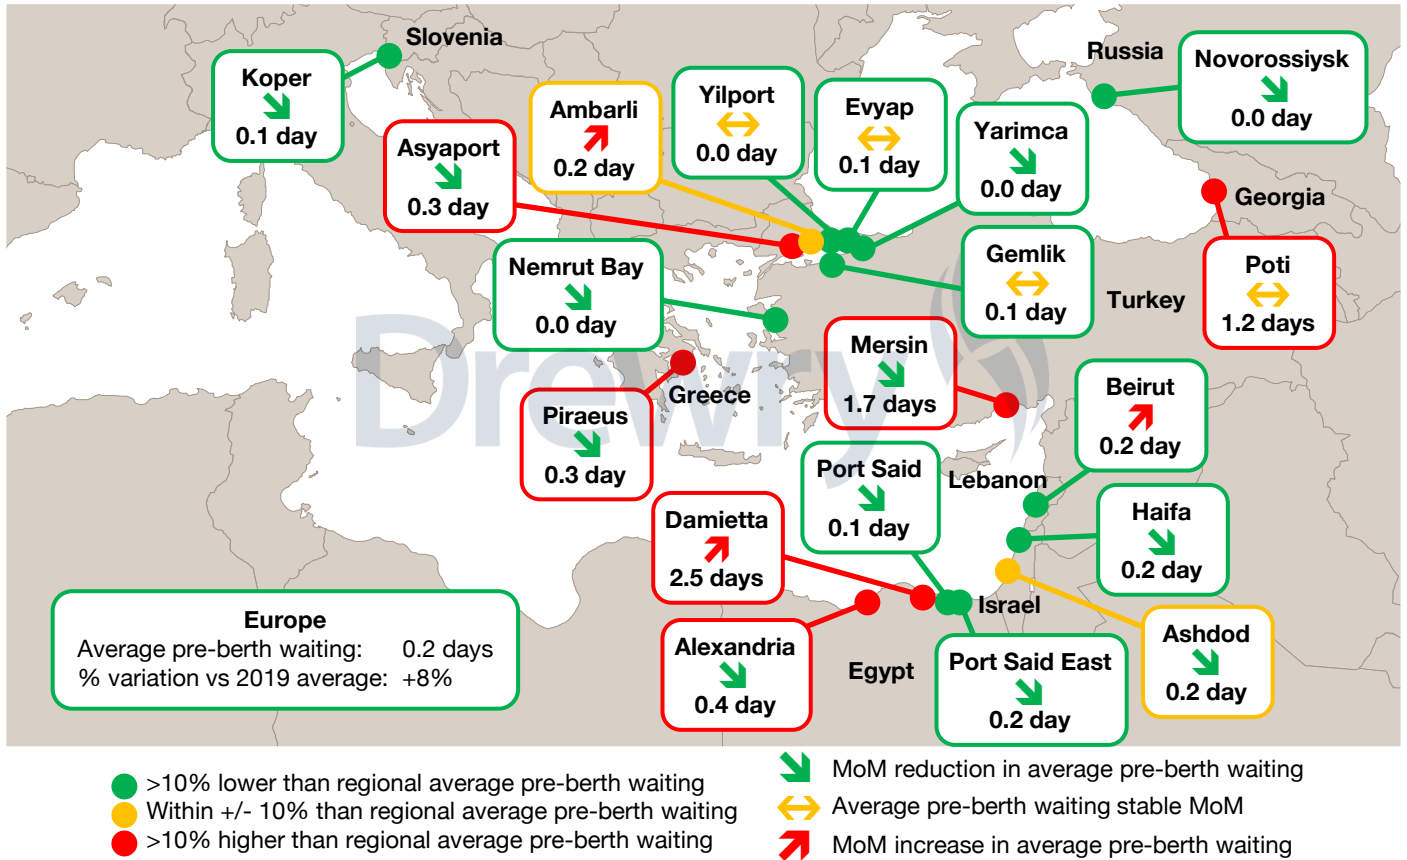 Slovenia
Koper
0.1 day
Asyaport
0.3 day
Ambarli
0.2 day
Yilport
0.0 day
Evyap
0.1 day
Yarimca
0.0 day
Russia
Novorossiysk
0.0 day
Georgia
Poti
1.2 days
Nemrut Bay
0.0 day
Gemlik
0.1 day
Turkey
Drewry
Mersin
1.7 days
Greece
Piraeus
0.3 day
Beirut
0.2 day
Port Said
0.1 day
Lebanon
Haifa
0.2 day
Damietta
2.5 days
Israel
Ashdod
0.2 day
Alexandria
0.4 day
Egypt
Port Said East
0.2 day
Europe
Average pre-berth waiting: 0.2 days
% variation vs 2019 average: +8%
>10% lower than regional average pre-berth waiting
Within +/- 10% than regional average pre-berth waiting
>10% higher than regional average pre-berth waiting
MoM reduction in average pre-berth waiting
Average pre-berth waiting stable MoM
MoM increase in average pre-berth waiting